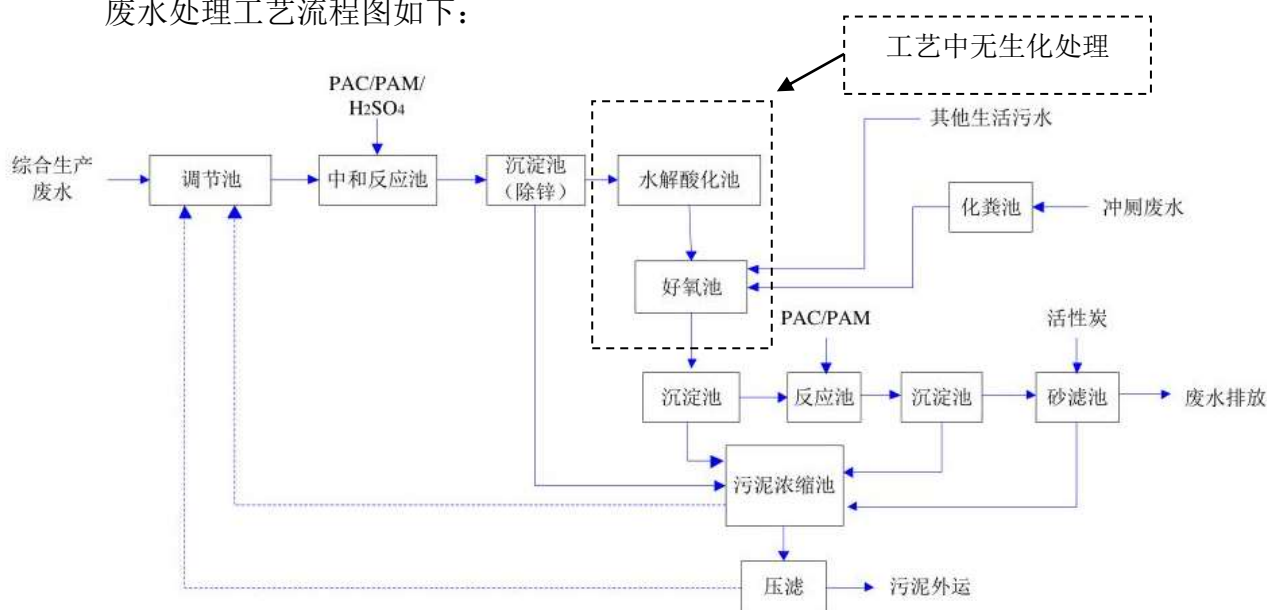 废水处理工艺流程图如下：
工艺中无生化处理
PAC/PAM/
H2SO4
其他生活污水
综合生产
废水
调节池
中和反应池
沉淀池
（除锌）
水解酸化池
化粪池
冲厕废水
好氧池
PAC/PAM
活性炭
沉淀池
反应池
沉淀池
砂滤池
废水排放
污泥浓缩池
压滤
污泥外运